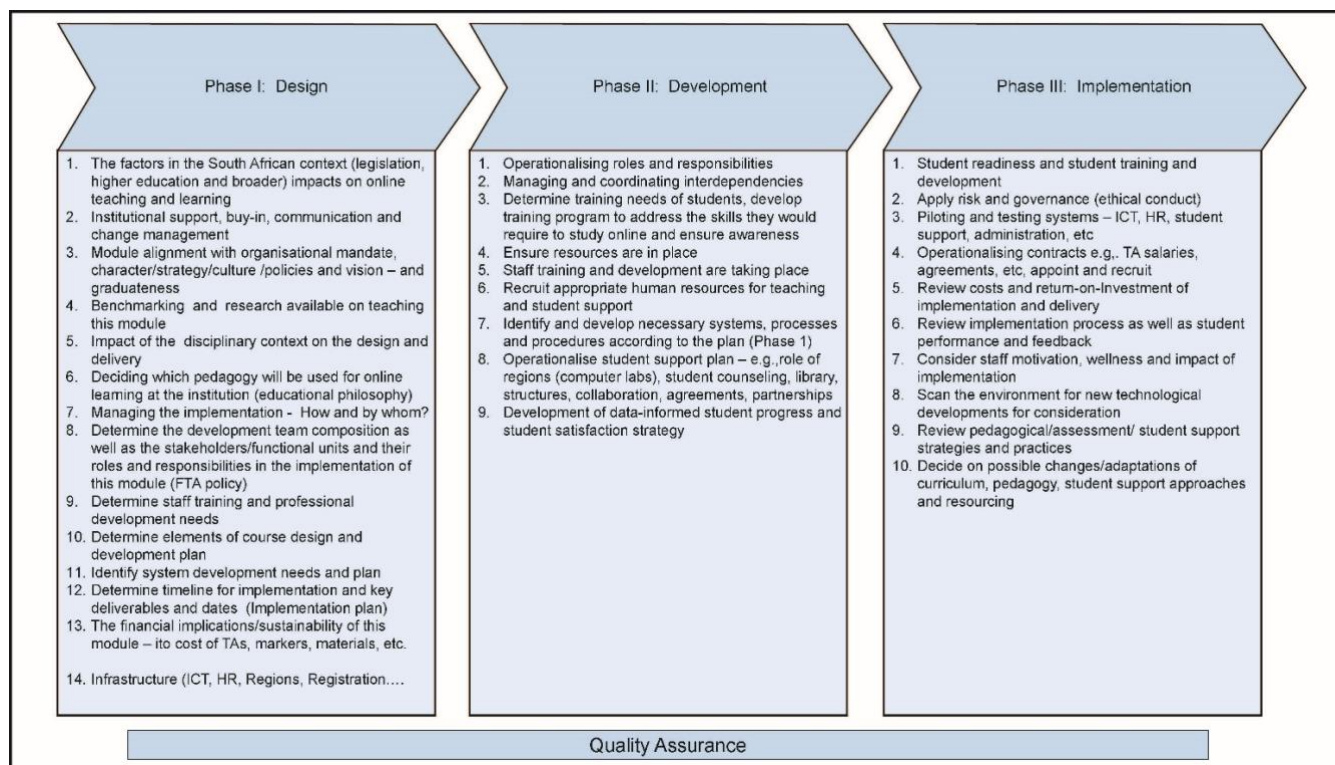 Phase I: Design
1. The factors in the South African context (legislation,
higher education and broader) impacts on online
teaching and learning
2. Institutional support, buy-in, communication and
change management
3. Module alignment with organisational mandate,
character/strategy/culture /policies and vision – and
graduateness
4. Benchmarking and research available on teaching
this module
5. Impact of the disciplinary context on the design and
delivery
6. Deciding which pedagogy will be used for online
learning at the institution (educational philosophy)
7. Managing the implementation - How and by whom?
8. Determine the development team composition as
well as the stakeholders/functional units and their
roles and responsibilities in the implementation of
this module (FTA policy)
9. Determine staff training and professional
development needs
10. Determine elements of course design and
development plan
11. Identify system development needs and plan
12. Determine timeline for implementation and key
deliverables and dates (Implementation plan)
13. The financial implications/sustainability of this
module – ito cost of TAs, markers, materials, etc.
14. Infrastructure (ICT, HR, Regions, Registration....
Phase II: Development
1. Operationalising roles and responsibilities
2. Managing and coordinating interdependencies
3. Determine training needs of students, develop
training program to address the skills they would
require to study online and ensure awareness
4. Ensure resources are in place
5. Staff training and development are taking place
6. Recruit appropriate human resources for teaching
and student support
7. Identify and develop necessary systems, processes
and procedures according to the plan (Phase 1)
8. Operationalise student support plan – e.g.,role of
regions (computer labs), student counseling, library,
structures, collaboration, agreements, partnerships
9. Development of data-informed student progress and
student satisfaction strategy
Phase III: Implementation
1. Student readiness and student training and
development
2. Apply risk and governance (ethical conduct)
3. Piloting and testing systems – ICT, HR, student
support, administration, etc
4. Operationalising contracts e.g,. TA salaries,
agreements, etc, appoint and recruit
5. Review costs and return-on-Investment of
implementation and delivery
6. Review implementation process as well as student
performance and feedback
7. Consider staff motivation, wellness and impact of
implementation
8. Scan the environment for new technological
developments for consideration
9. Review pedagogical/assessment/ student support
strategies and practices
10. Decide on possible changes/adaptations of
curriculum, pedagogy, student support approaches
and resourcing
Quality Assurance